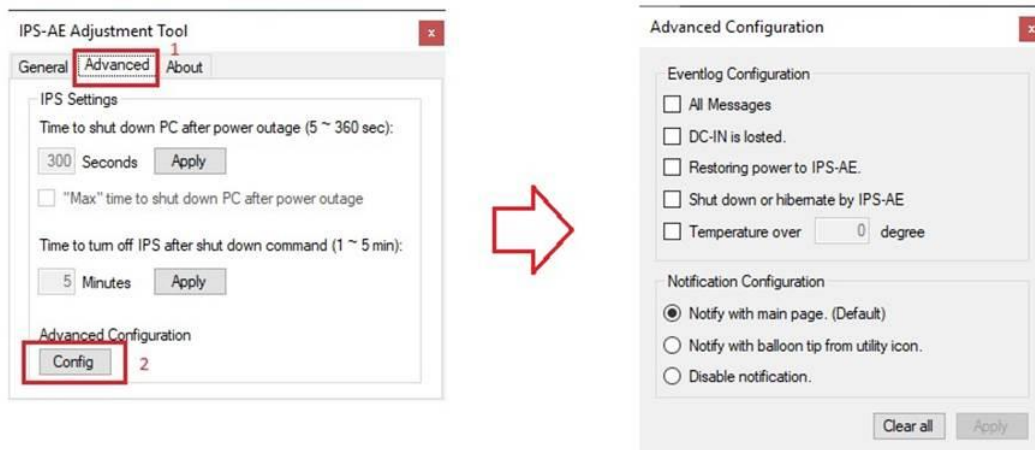 IPS-AE Adjustment Tool
x
1
General Advanced About
IPS Settings
Time to shut down PC after power outage (5 ~ 360 sec):
300 Seconds Apply
"Max" time to shut down PC after power outage
Time to turn off IPS after shut down command (1 ~ 5 min):
5 Minutes Apply
Advanced Configuration
Config 2
Advanced Configuration
x
Eventlog Configuration
All Messages
DC-IN is losted.
Restoring power to IPS-AE.
Shut down or hibernate by IPS-AE
Temperature over 0 degree
Notification Configuration
Notify with main page. (Default)
Notify with balloon tip from utility icon.
Disable notification.
Clear all Apply